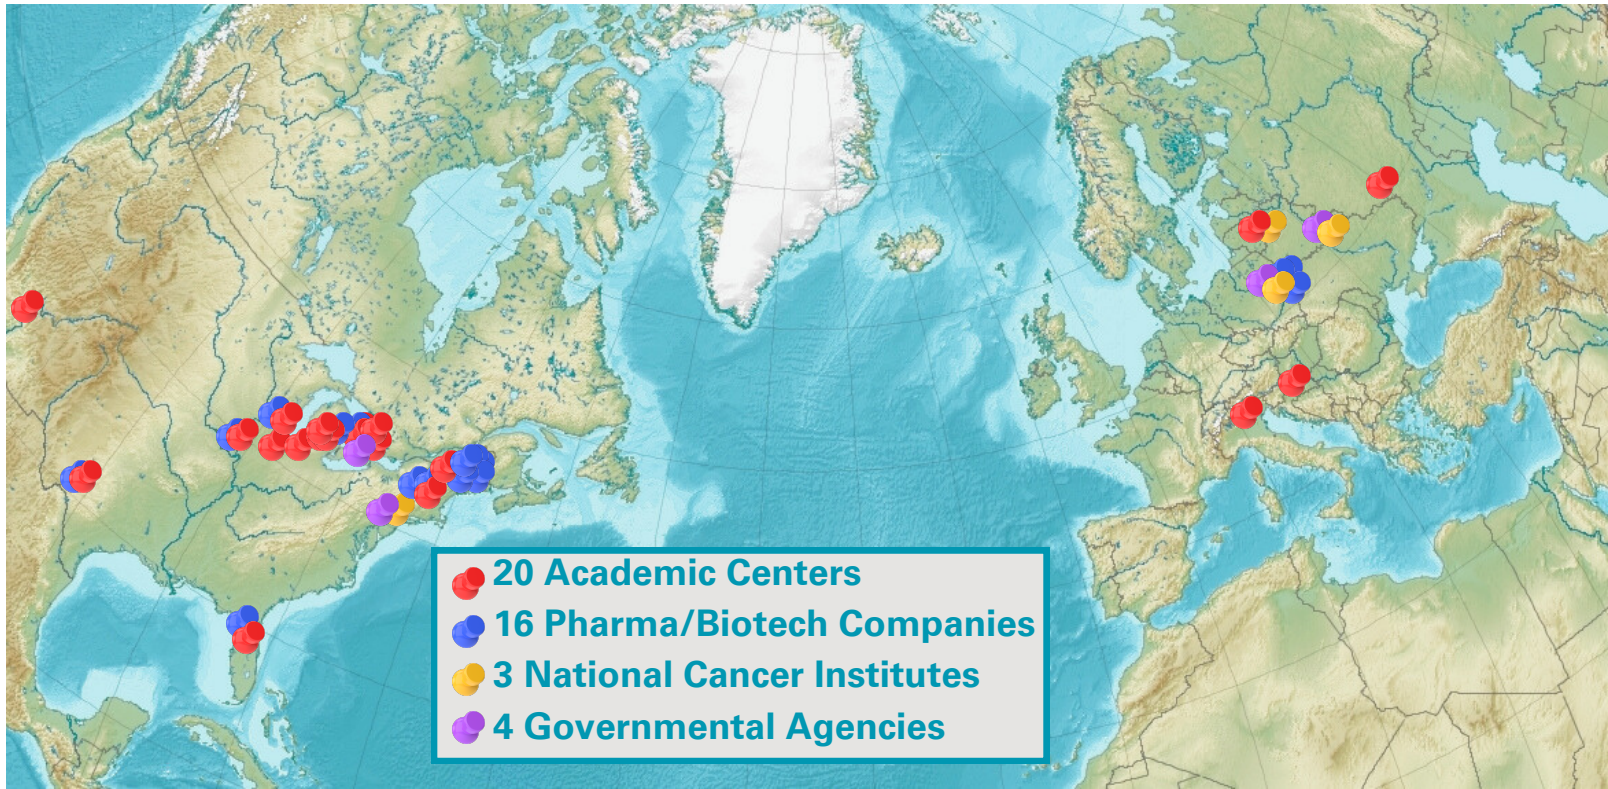 20 Academic Centers
16 Pharma/Biotech Companies
3 National Cancer Institutes
4 Governmental Agencies